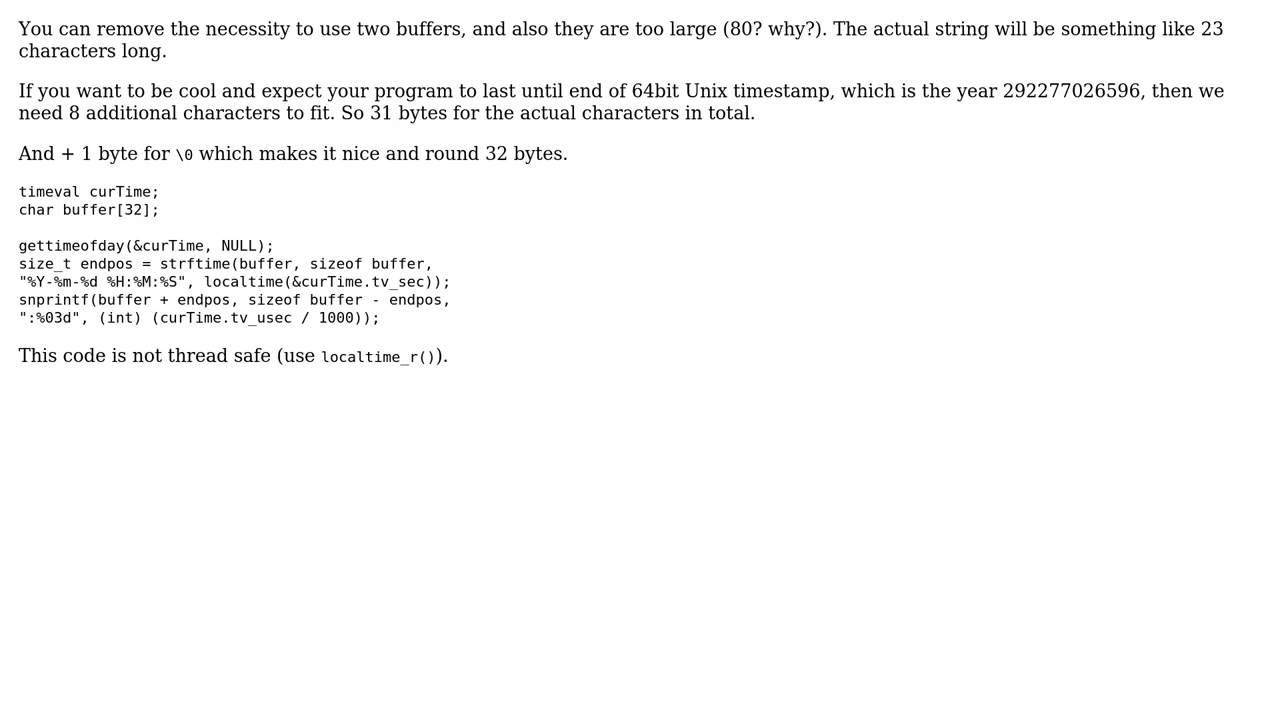 You can remove the necessity to use two buffers, and also they are too large (80? why?). The actual string will be something like 23
characters long.
If you want to be cool and expect your program to last until end of 64bit Unix timestamp, which is the year 292277026596, then we
need 8 additional characters to fit. So 31 bytes for the actual characters in total.
And + 1 byte for \0 which makes it nice and round 32 bytes.
timeval curTime;
char buffer[32];
gettimeofday(&curTime, NULL);
size_t endpos = strftime(buffer, sizeof buffer,
"%Y-%m-%d %H:%M:%S", localtime(&curTime.tv_sec));
snprintf(buffer + endpos, sizeof buffer - endpos,
":%03d", (int) (curTime.tv_usec / 1000));
This code is not thread safe (use localtime_r()).